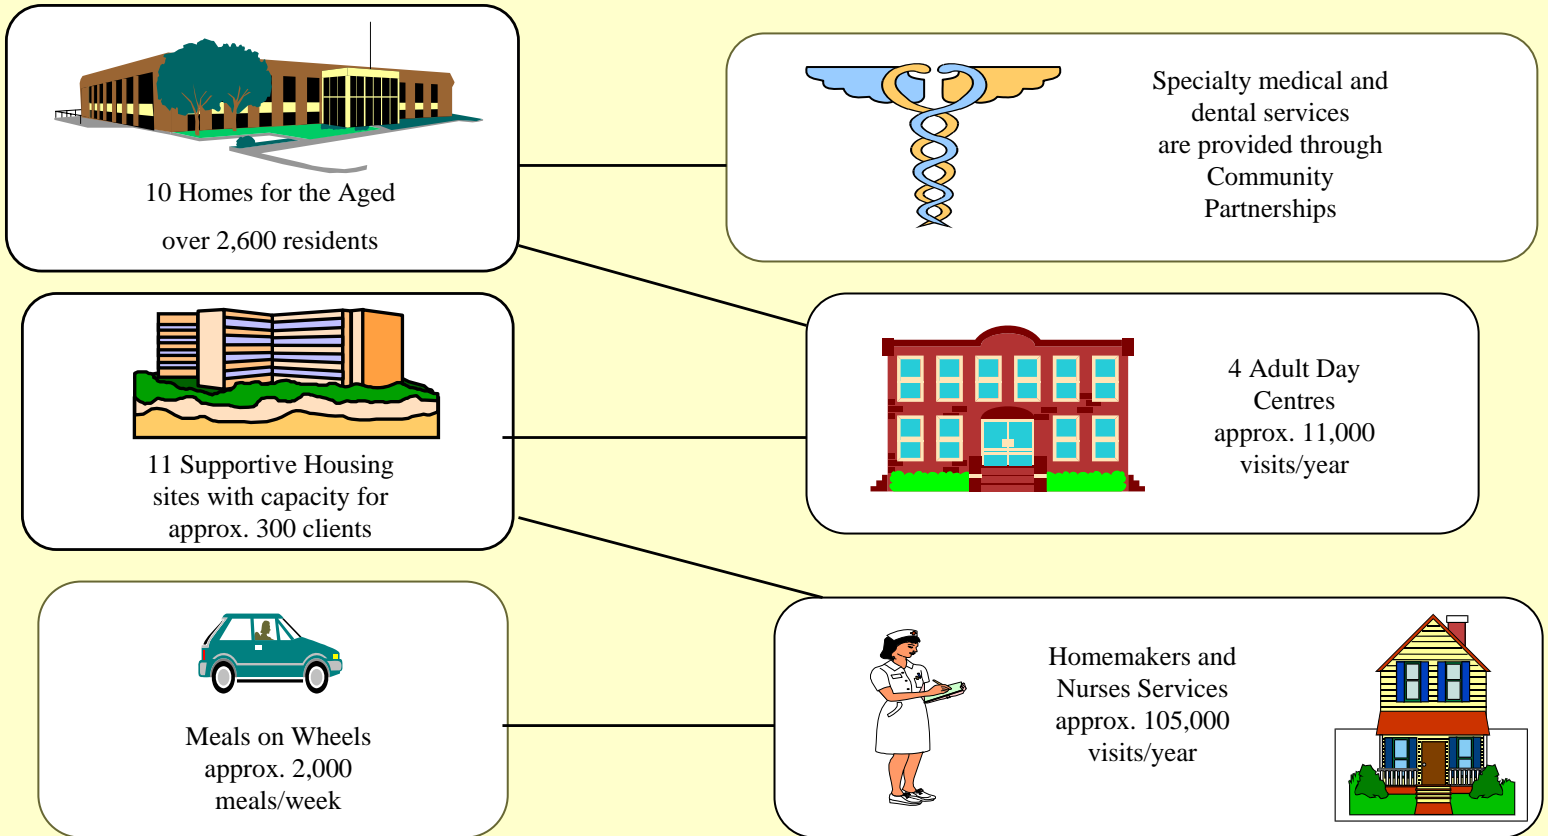 10 Homes for the Aged
over 2,600 residents
Specialty medical and
dental services
are provided through
Community
Partnerships
11 Supportive Housing
sites with capacity for
approx. 300 clients
4 Adult Day
Centres
approx. 11,000
visits/year
Meals on Wheels
approx. 2,000
meals/week
Homemakers and
Nurses Services
approx. 105,000
visits/year